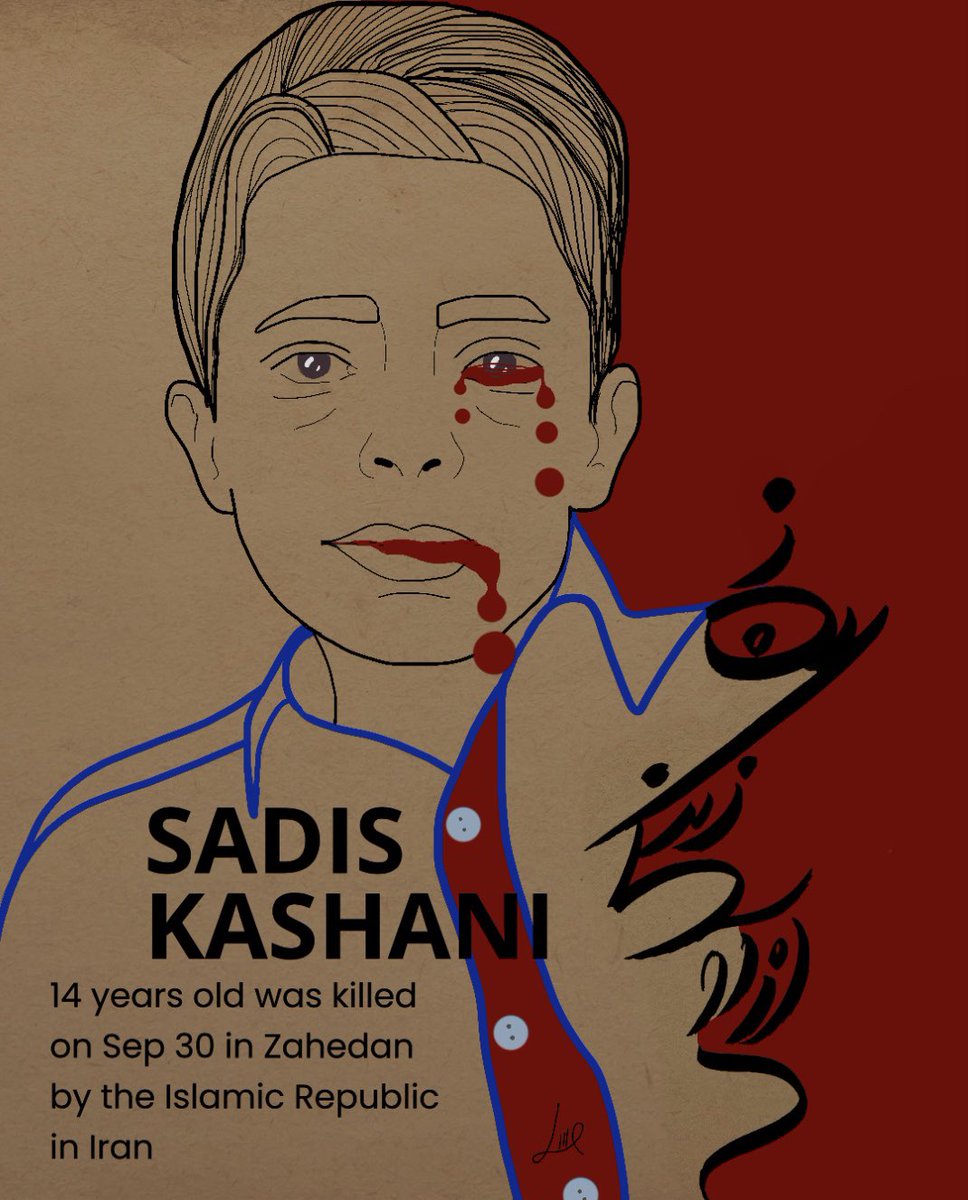 SADIS
KASHANI
14 years old was killed
on Sep 30 in Zahedan
by the Islamic Republic
in Iran
زن
زندگی
آزادی